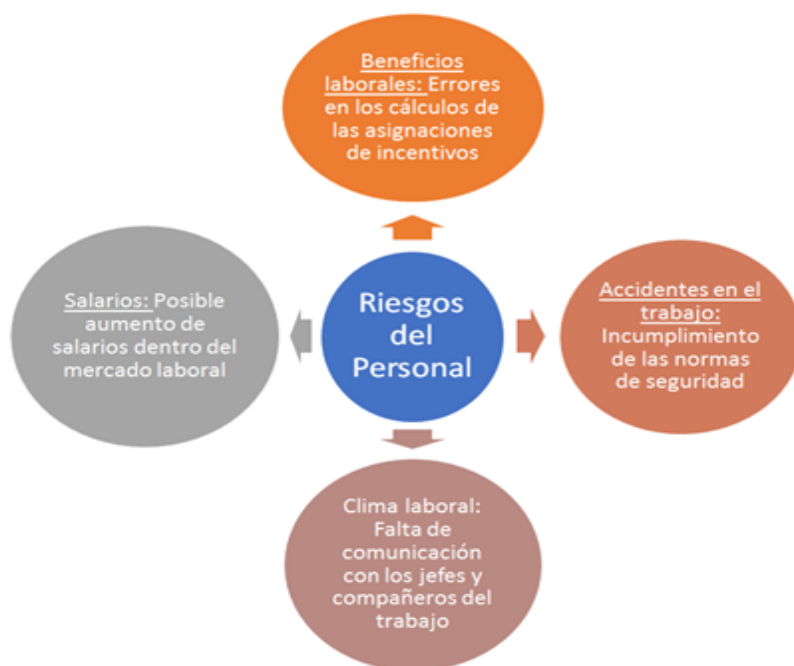 Beneficios
laborales: Errores
en los cálculos de
las asignaciones
de incentivos
Salarios: Posible
aumento de
salarios dentro del
mercado laboral
Riesgos
del
Personal
Accidentes en el
trabajo:
Incumplimiento
de las normas
de seguridad
Clima laboral:
Falta de
comunicación
con los jefes y
compañeros del
trabajo